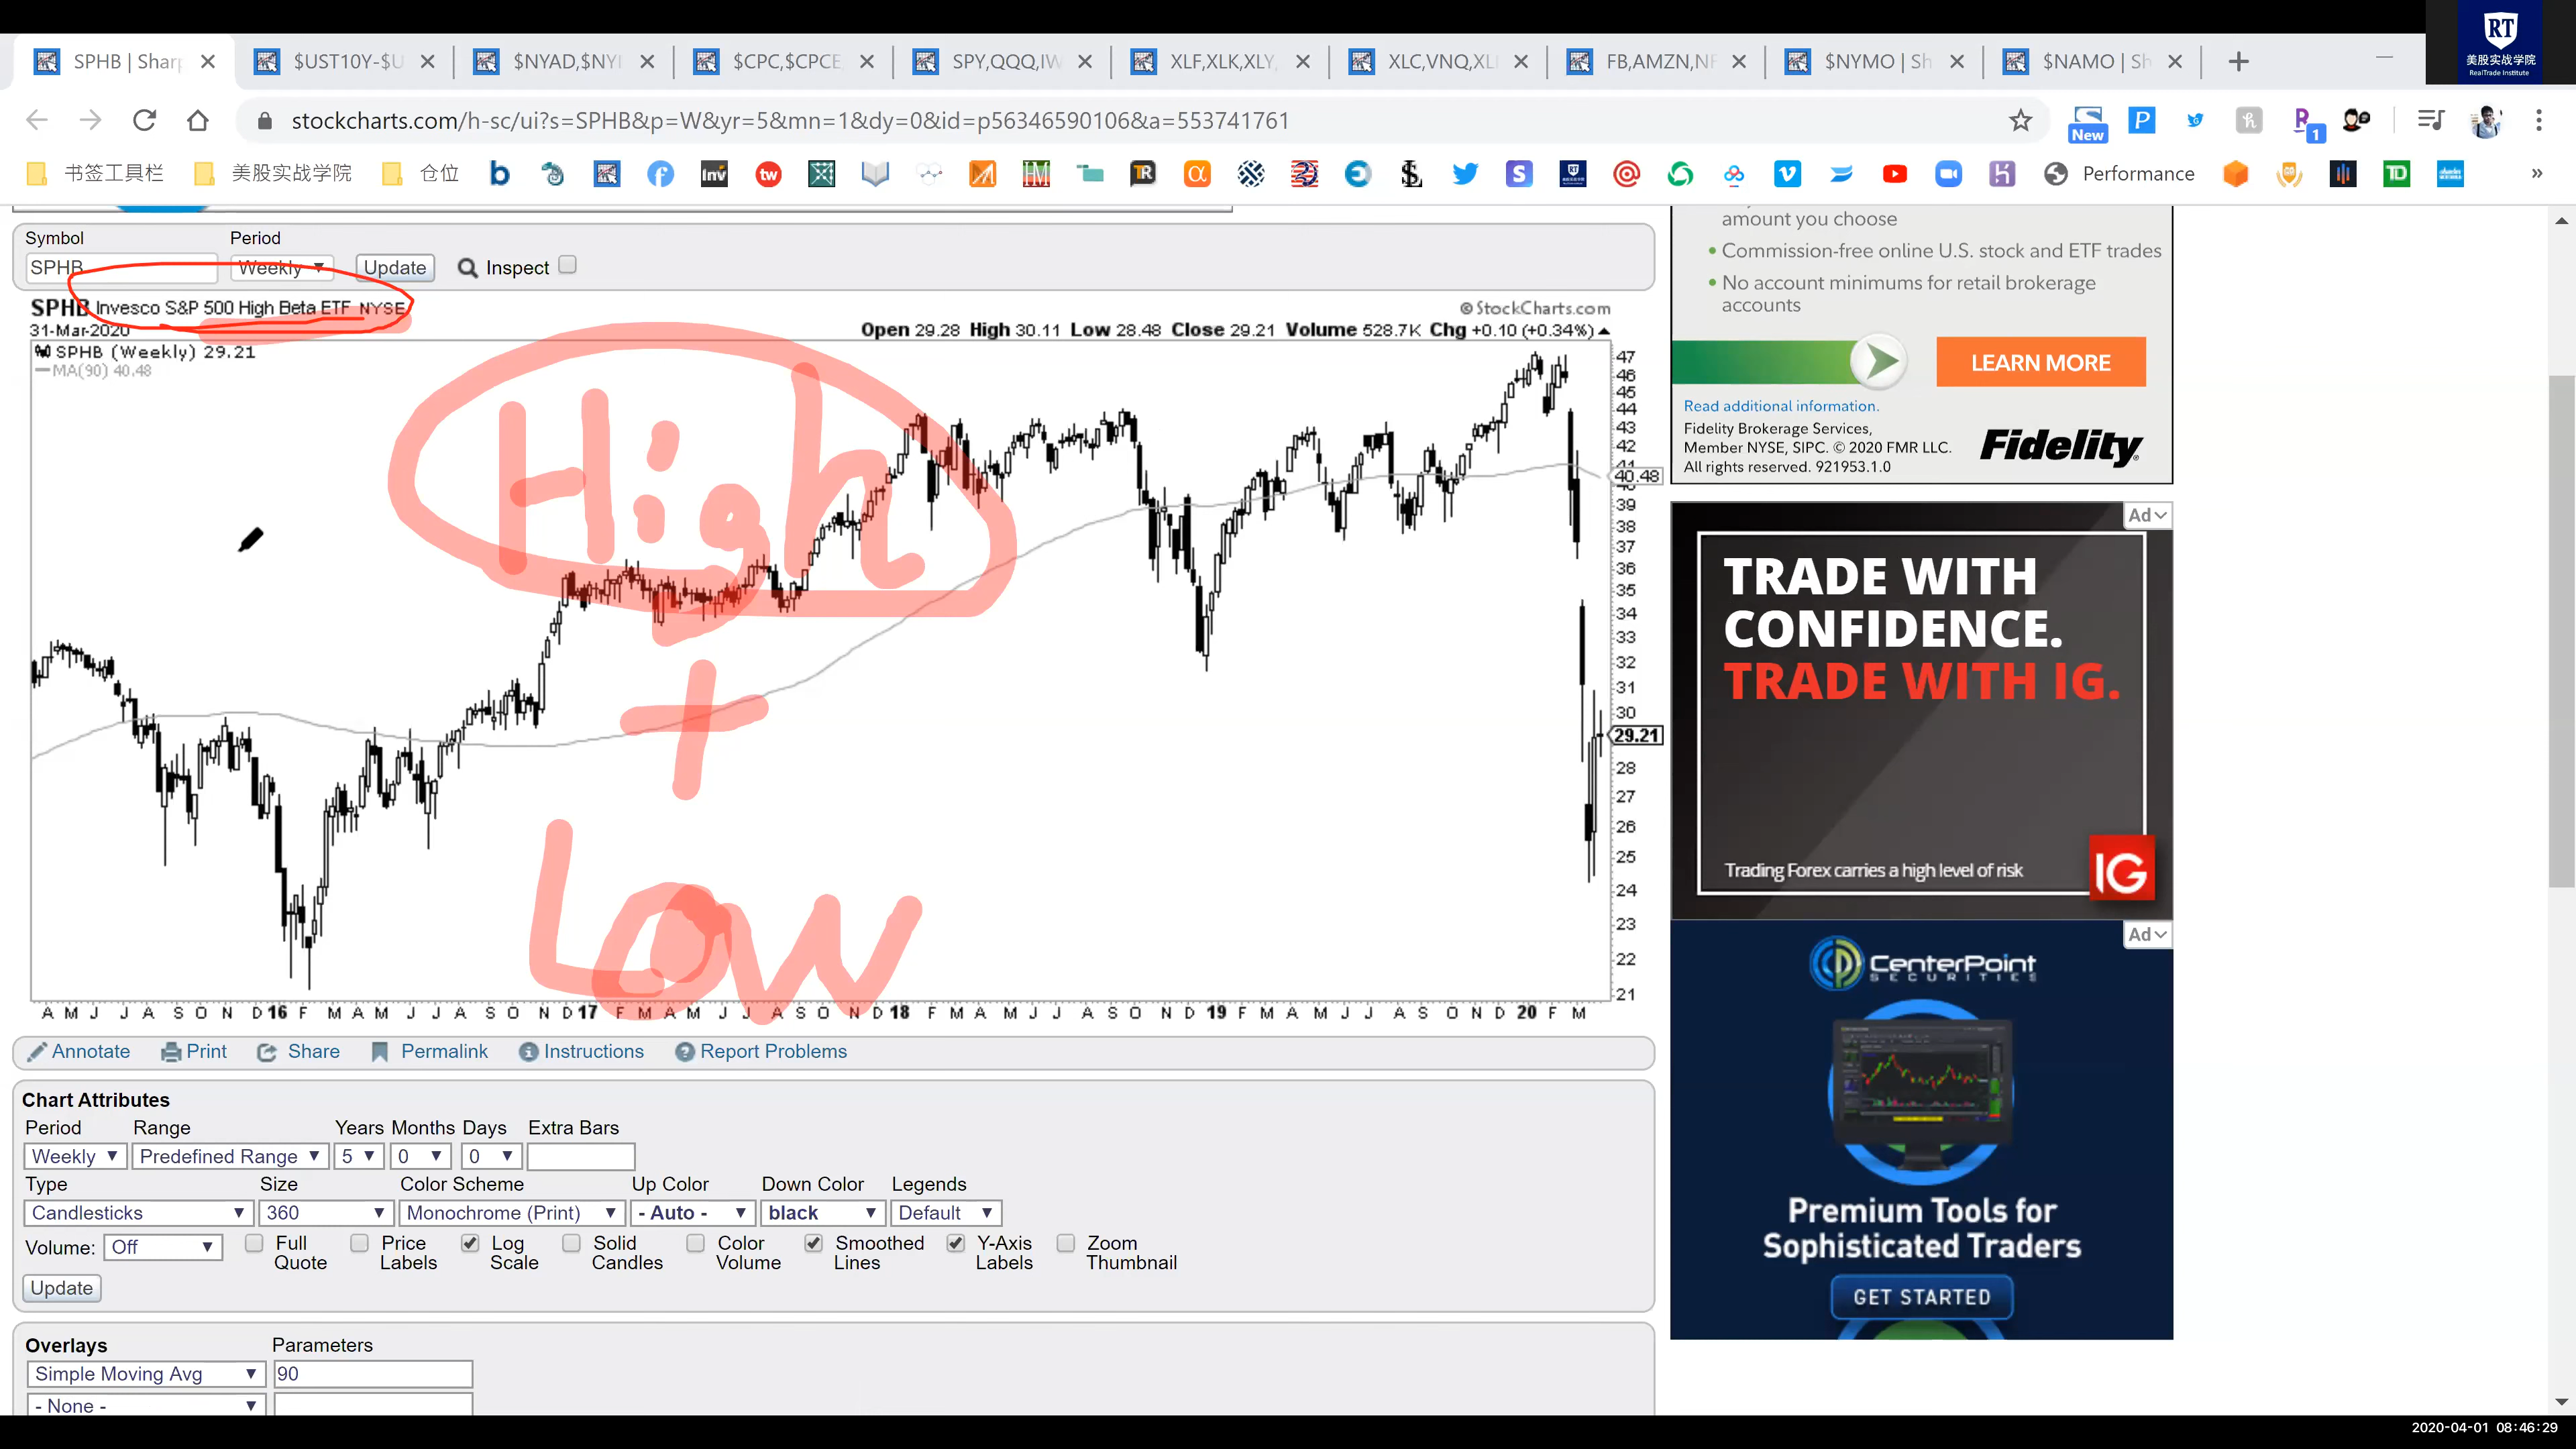 RT
美股实战学院
RealTrade Institute
SPHB | Sharp
$UST10Y-$U
$NYAD,$NYI
$CPC,$CPCE,
SPY,QQQ,IW
XLF,XLK,XLY,
XLC,VNQ,XLI
FB,AMZN,NF
$NYMO | Sh
$NAMO | Sh
stockcharts.com/h-sc/ui?s=SPHB&p=W&yr=5&mn=1&dy=0&id=p56346590106&a=553741761
New
1
书签工具栏
美股实战学院
仓位
Performance
Symbol
Period
SPHB
Weekly
Update
Inspect
SPHB Invesco S&P 500 High Beta ETF NYSE
© StockCharts.com
31-Mar-2020
Open 29.28 High 30.11 Low 28.48 Close 29.21 Volume 528.7K Chg +0.10 (+0.34%)
SPHB (Weekly) 29.21
MA(90) 40.48
High
+
Low
47
46
45
44
43
42
41
40.48
39
38
37
36
35
34
33
32
31
30
29.21
28
27
26
25
24
23
22
21
A M J J A S O N D 16 F M A M J J A S O N D 17 F M A M J J A S O N D 18 F M A M J J A S O N D 19 F M A M J J A S O N D 20 F M
Annotate
Print
Share
Permalink
Instructions
Report Problems
Chart Attributes
Period
Range
Years
Months
Days
Extra Bars
Weekly
Predefined Range
5
0
0
Type
Size
Color Scheme
Up Color
Down Color
Legends
Candlesticks
360
Monochrome (Print)
- Auto -
black
Default
Volume:
Off
Full Quote
Price Labels
Log Scale
Solid Candles
Color Volume
Smoothed Lines
Y-Axis Labels
Zoom Thumbnail
Update
Overlays
Parameters
Simple Moving Avg
90
- None -
amount you choose
• Commission-free online U.S. stock and ETF trades
• No account minimums for retail brokerage
accounts
LEARN MORE
Read additional information.
Fidelity Brokerage Services,
Member NYSE, SIPC. © 2020 FMR LLC.
All rights reserved. 921953.1.0
Fidelity
Ad
TRADE WITH
CONFIDENCE.
TRADE WITH IG.
Trading Forex carries a high level of risk
IG
Ad
CenterPoint
SECURITIES
Premium Tools for
Sophisticated Traders
GET STARTED
2020-04-01 08:46:29